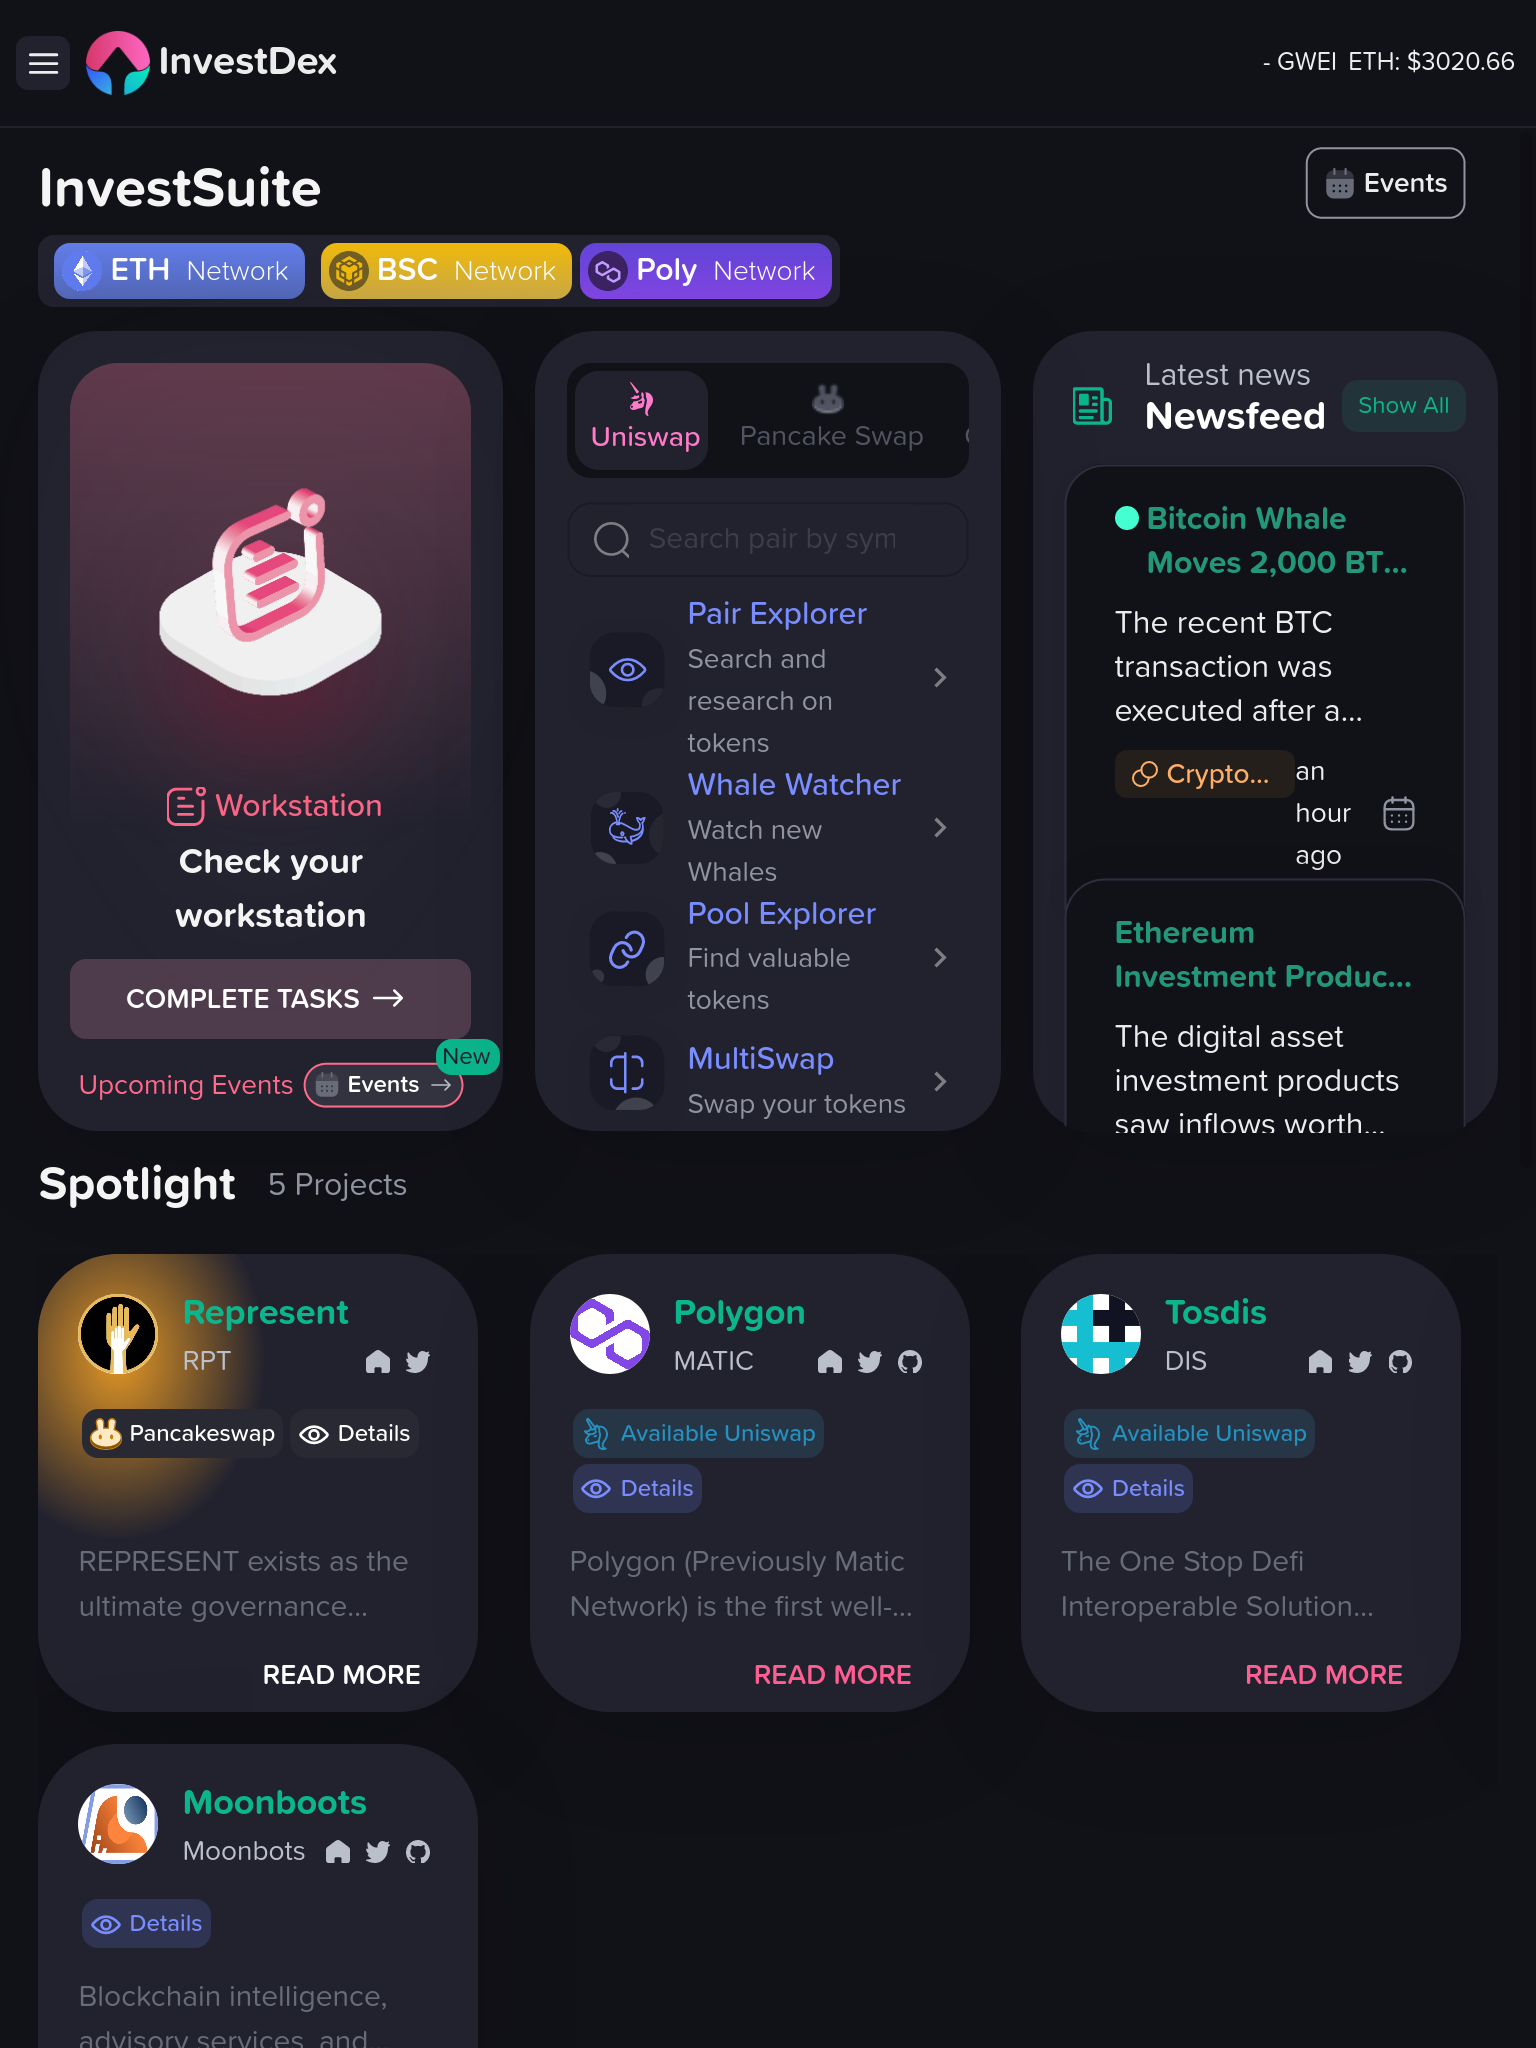 InvestDex
- GWEI ETH: $3020.66
InvestSuite
Events
ETH Network
BSC Network
Poly Network
Workstation
Check your
workstation
COMPLETE TASKS
New
Upcoming Events
Events
Uniswap
Pancake Swap
Search pair by sym
Pair Explorer
Search and
research on
tokens
Whale Watcher
Watch new
Whales
Pool Explorer
Find valuable
tokens
MultiSwap
Swap your tokens
Latest news
Newsfeed
Show All
Bitcoin Whale
Moves 2,000 BT...
The recent BTC
transaction was
executed after a...
Crypto...
an
hour
ago
Ethereum
Investment Produc...
The digital asset
investment products
saw inflows worth...
Spotlight
5 Projects
Represent
RPT
Pancakeswap
Details
REPRESENT exists as the
ultimate governance...
READ MORE
Polygon
MATIC
Available Uniswap
Details
Polygon (Previously Matic
Network) is the first well-...
READ MORE
Tosdis
DIS
Available Uniswap
Details
The One Stop Defi
Interoperable Solution...
READ MORE
Moonboots
Moonbots
Details
Blockchain intelligence,
advisory services, and...